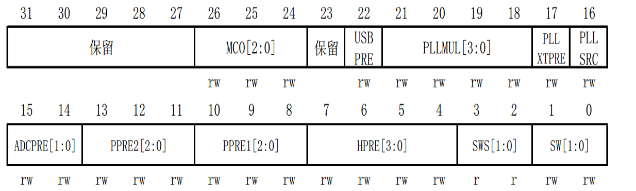 31 30 29 28 27 26 25 24 23 22 21 20 19 18 17 16
保留 MCO[2:0] 保留 USB PRE PLLMUL[3:0] PLL XTPRE PLL SRC
rw rw rw rw rw rw rw rw rw rw
15 14 13 12 11 10 9 8 7 6 5 4 3 2 1 0
ADCPRE[1:0] PPRE2[2:0] PPRE1[2:0] HPRE[3:0] SWS[1:0] SW[1:0]
rw rw rw rw rw rw rw rw rw rw rw rw r r rw rw